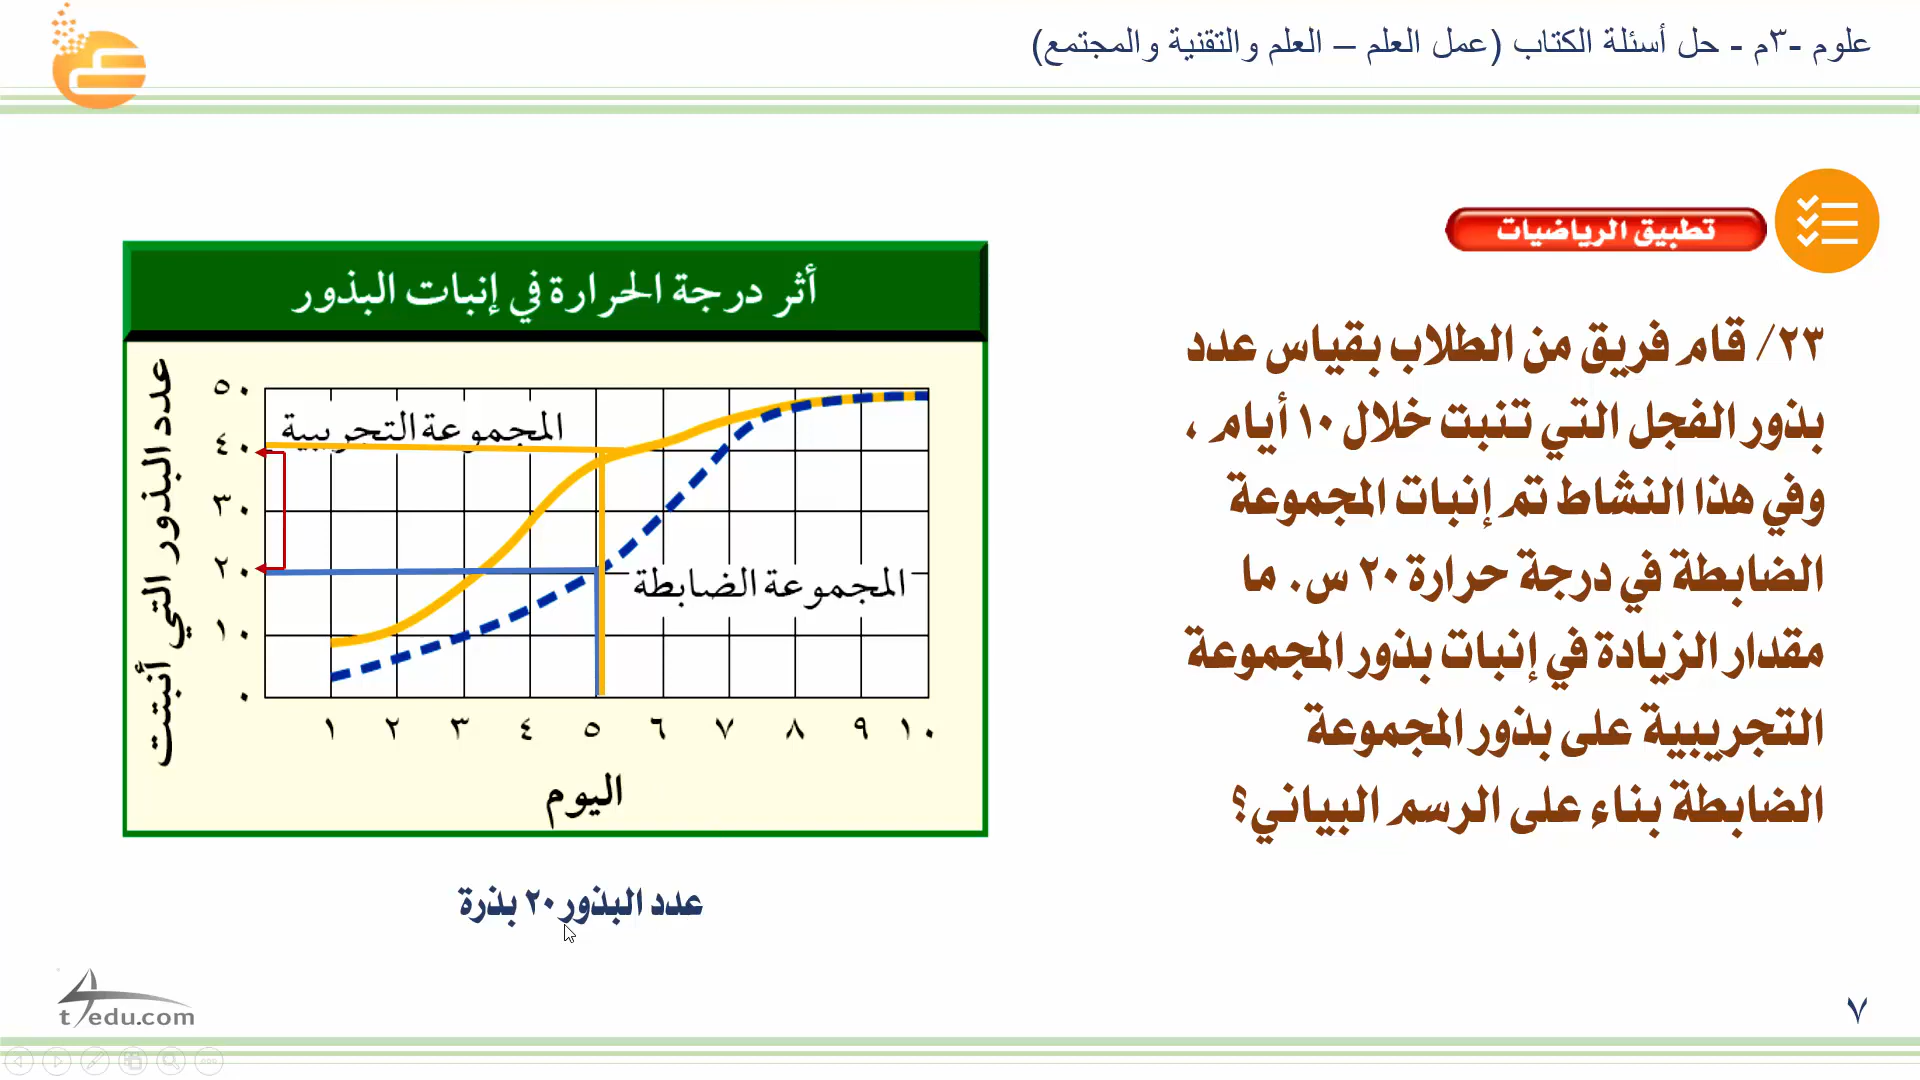 علوم -٣م - حل أسئلة الكتاب (عمل العلم – العلم والتقنية والمجتمع)
تطبيق الرياضيات
٢٣/ قام فريق من الطلاب بقياس عدد
بذور الفجل التي تنبت خلال ١٠ أيام ،
وفي هذا النشاط تم إنبات المجموعة
الضابطة في درجة حرارة ٢٠ س. ما
مقدار الزيادة في إنبات بذور المجموعة
التجريبية على بذور المجموعة
الضابطة بناء على الرسم البياني؟
أثر درجة الحرارة في إنبات البذور
عدد البذور التي أنبتت
٥٠
٤٠
٣٠
٢٠
١٠
٠
المجموعة التجريبية
المجموعة الضابطة
١ ٢ ٣ ٤ ٥ ٦ ٧ ٨ ٩ ١٠
اليوم
عدد البذور ٢٠ بذرة
t4edu.com
٧